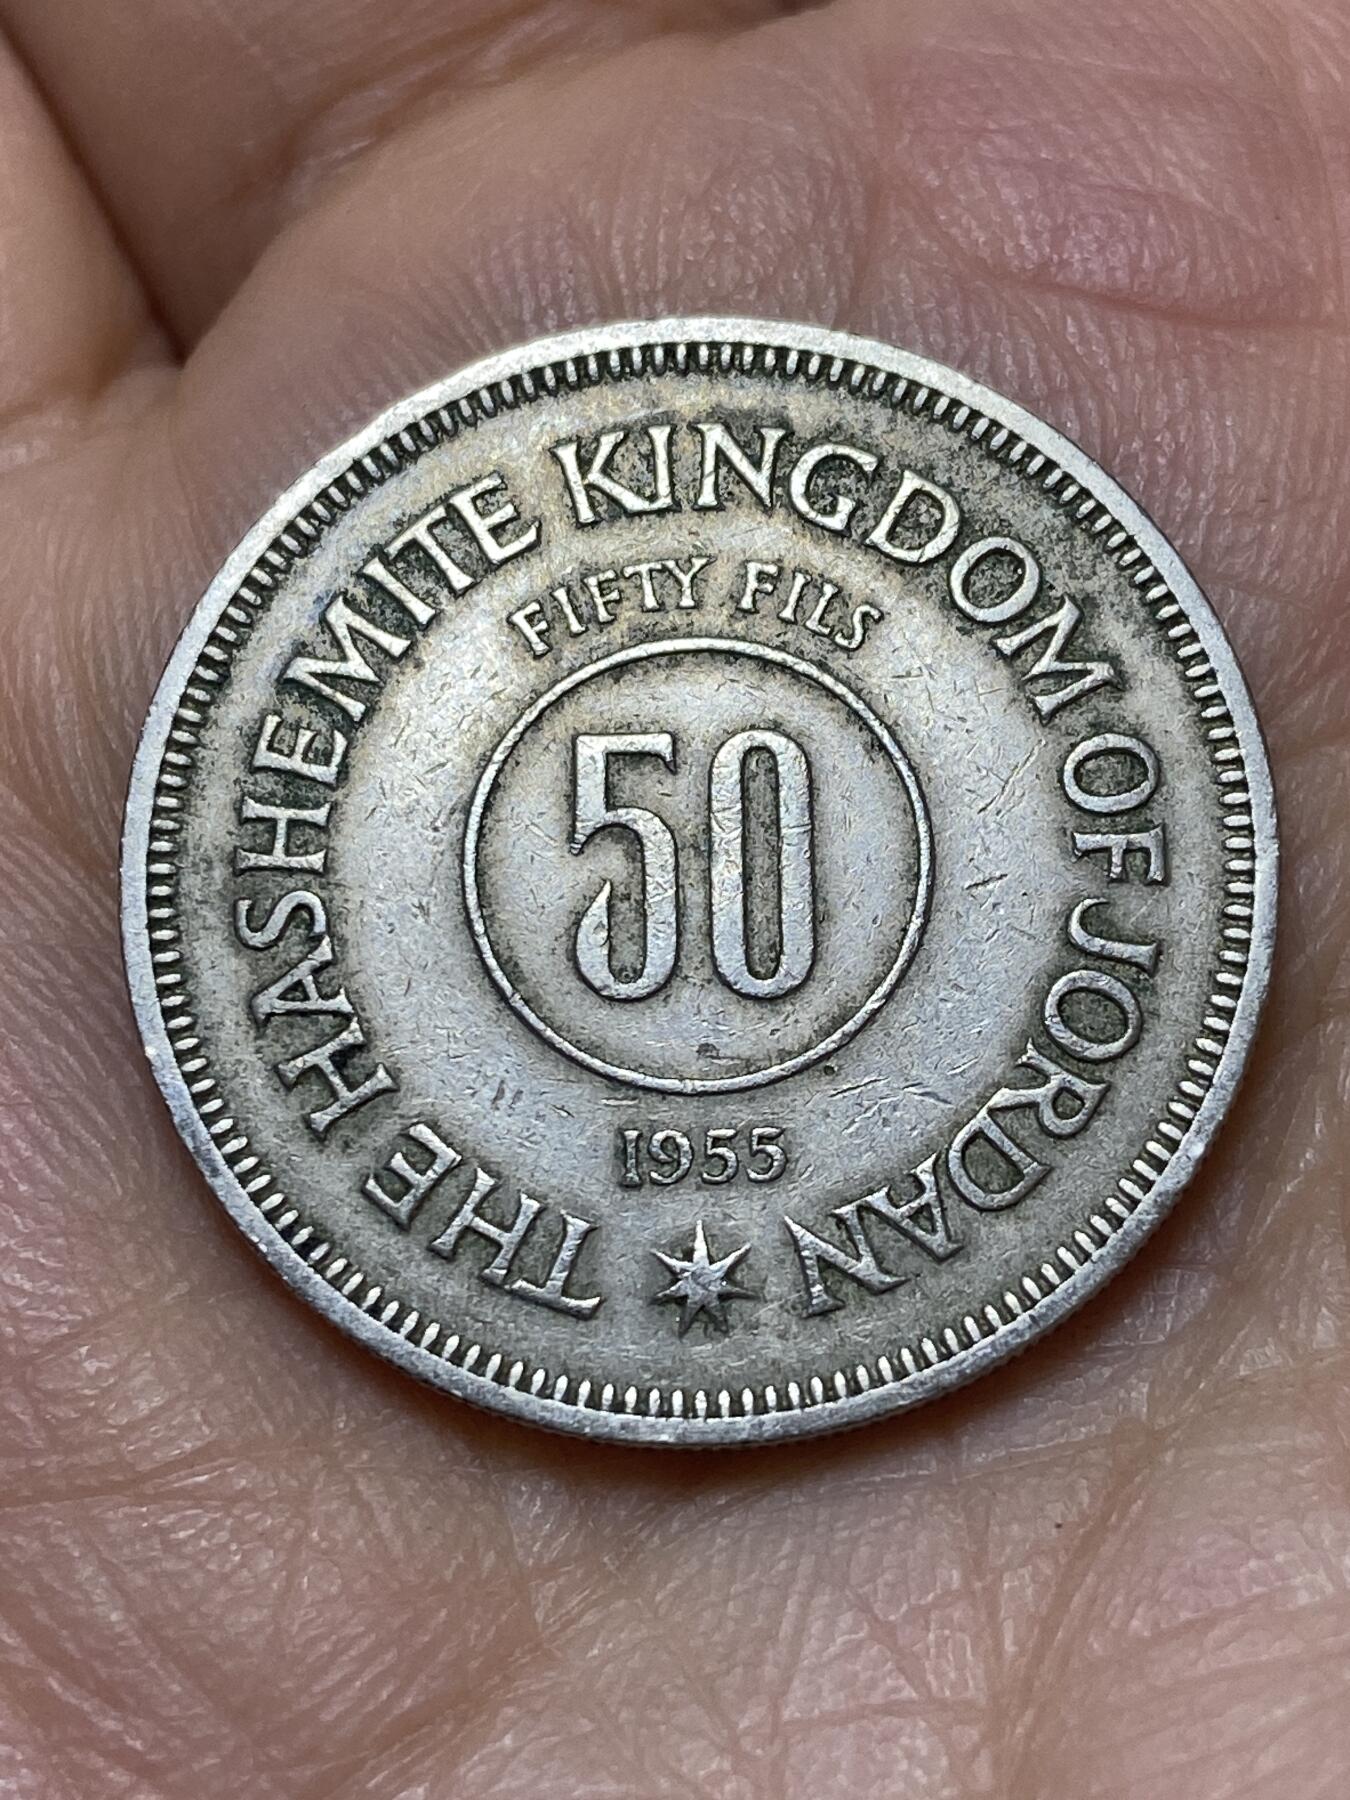 THE HASHEMITE KINGDOM OF JORDAN
FIFTY FILS
50
1955